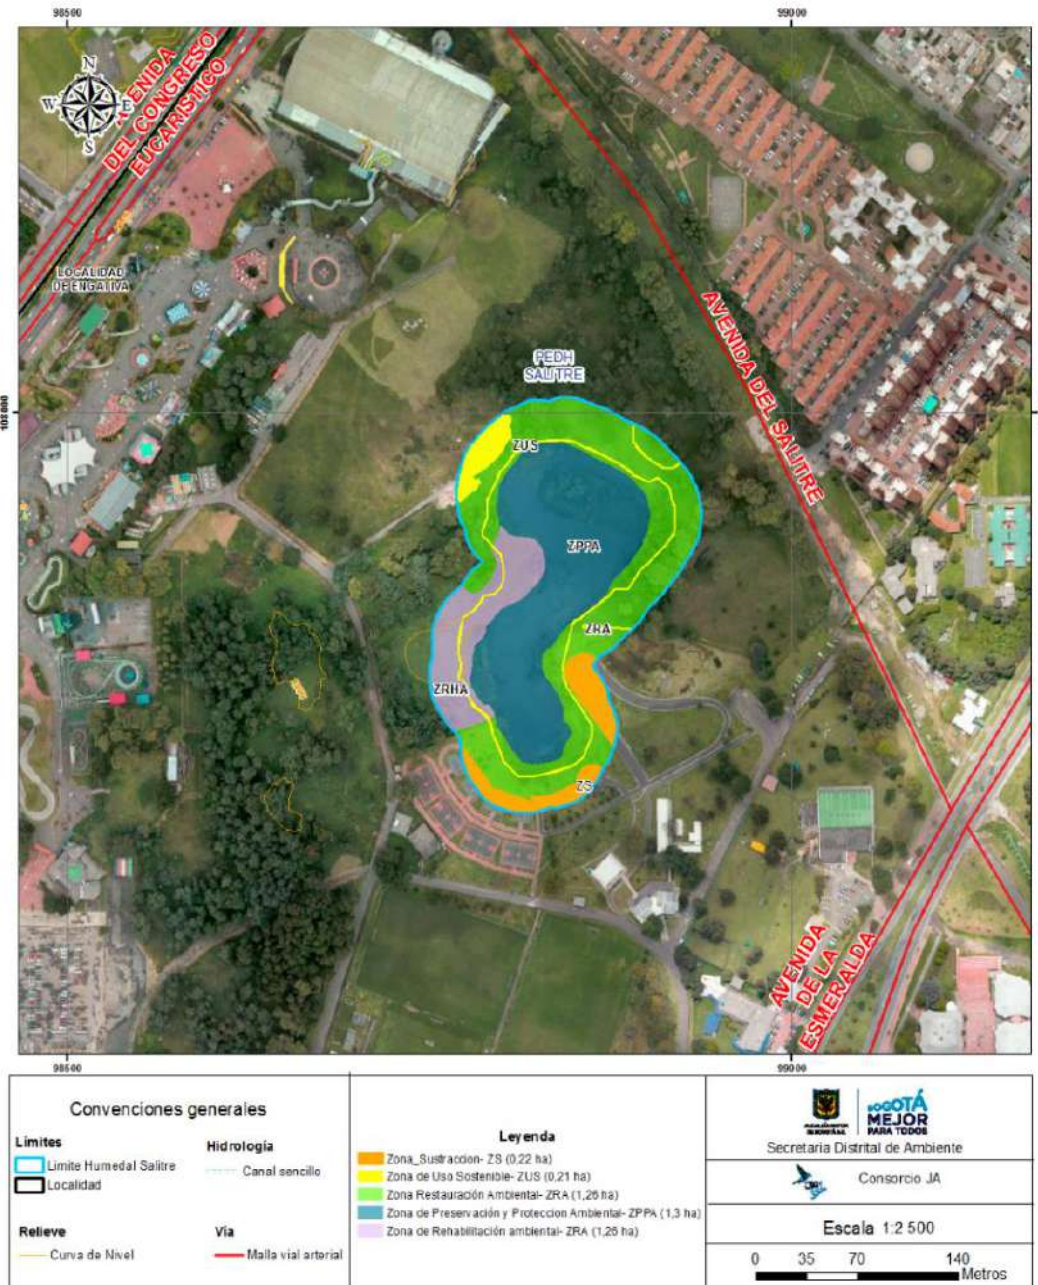 98500
99000
N
W E
S
AVENIDA
DEL CONGRESO
EUCARISTICO
LOCALIDAD
DE ENGATIVA
AVENIDA DEL SALITRE
PEDH
SALITRE
108000
ZUS
ZPPA
ZRA
ZRHA
ZS
AVENIDA
DE LA
ESMERALDA
98500
99000
Convenciones generales
Límites
Limite Humedal Salitre
Localidad
Hidrología
Canal sencillo
Relieve
Curva de Nivel
Vía
Malla vial arterial
Leyenda
Zona_Sustraccion- ZS (0,22 ha)
Zona de Uso Sostenible- ZUS (0,21 ha)
Zona Restauración Ambiental- ZRA (1,26 ha)
Zona de Preservación y Proteccion Ambiental- ZPPA (1,3 ha)
Zona de Rehabilitación ambiental- ZRA (1,26 ha)
BOGOTÁ
MEJOR
PARA TODOS
Secretaria Distrital de Ambiente
Consorcio JA
Escala 1:2 500
0 35 70 140
Metros